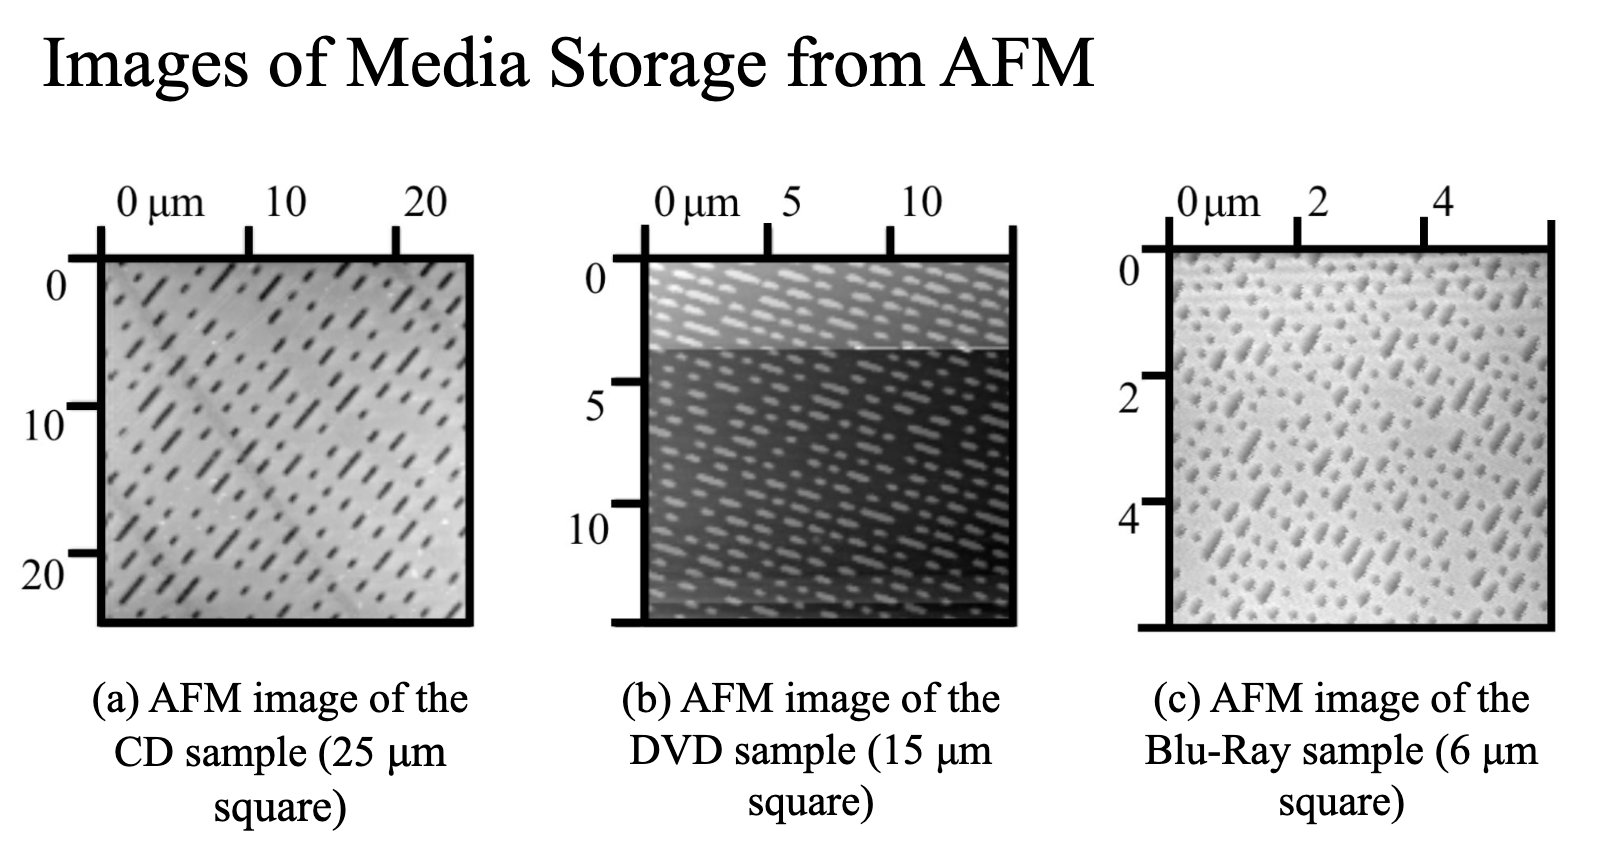 Images of Media Storage from AFM
0 μm 10 20
0
10
20
(a) AFM image of the
CD sample (25 μm
square)
0 μm 5 10
0
5
10
(b) AFM image of the
DVD sample (15 μm
square)
0 μm 2 4
0
2
4
(c) AFM image of the
Blu-Ray sample (6 μm
square)